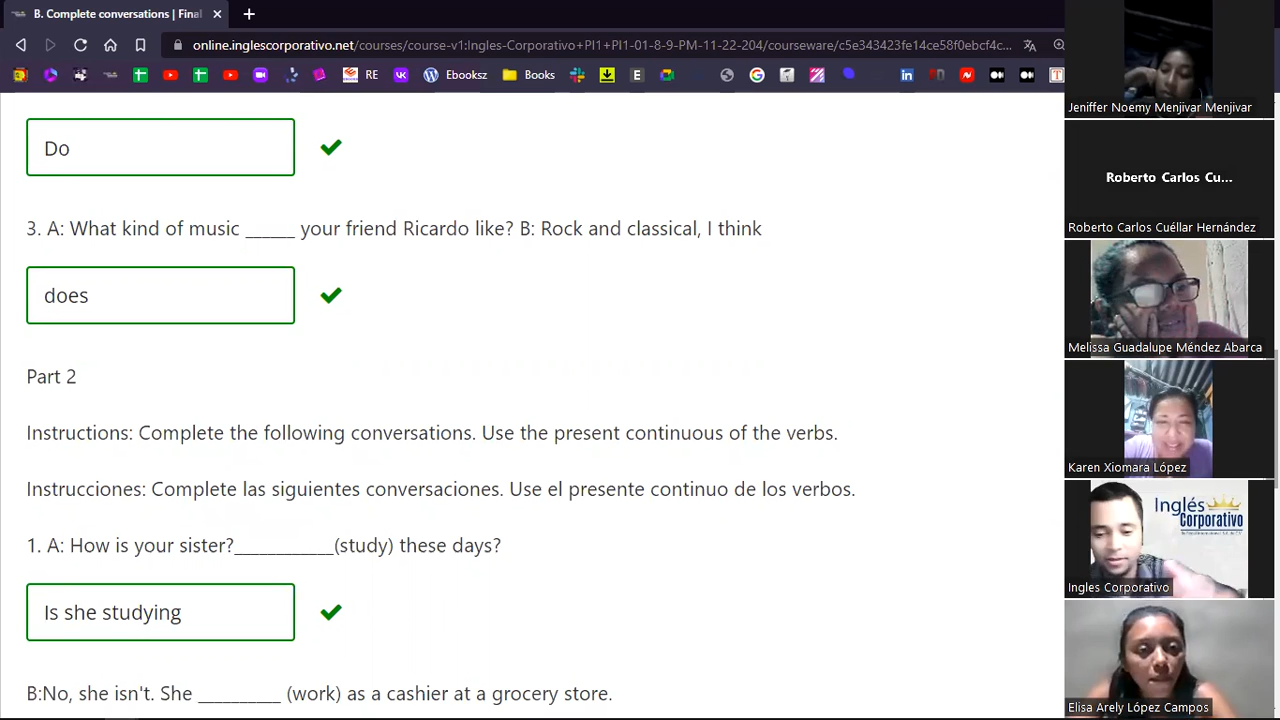 B. Complete conversations | Final
online.inglescorporativo.net/courses/course-v1:Ingles-Corporativo+PI1+PI1-01-8-9-PM-11-22-204/courseware/c5e343423fe14ce58f0ebcf4c...
RE
Ebooksz
Books
Do
3. A: What kind of music ______ your friend Ricardo like? B: Rock and classical, I think
does
Part 2
Instructions: Complete the following conversations. Use the present continuous of the verbs.
Instrucciones: Complete las siguientes conversaciones. Use el presente continuo de los verbos.
1. A: How is your sister?____________(study) these days?
Is she studying
B:No, she isn't. She __________ (work) as a cashier at a grocery store.
Jeniffer Noemy Menjivar Menjivar
Roberto Carlos Cu...
Roberto Carlos Cuéllar Hernández
Melissa Guadalupe Méndez Abarca
Karen Xiomara López
Inglés
Corporativo
Ingles Corporativo
Elisa Arely López Campos